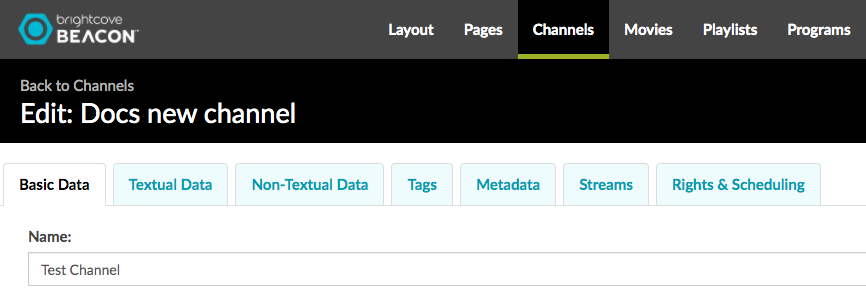 brightcove
BEACON™
Layout Pages Channels Movies Playlists Programs
Back to Channels
Edit: Docs new channel
Basic Data Textual Data Non-Textual Data Tags Metadata Streams Rights & Scheduling
Name:
Test Channel